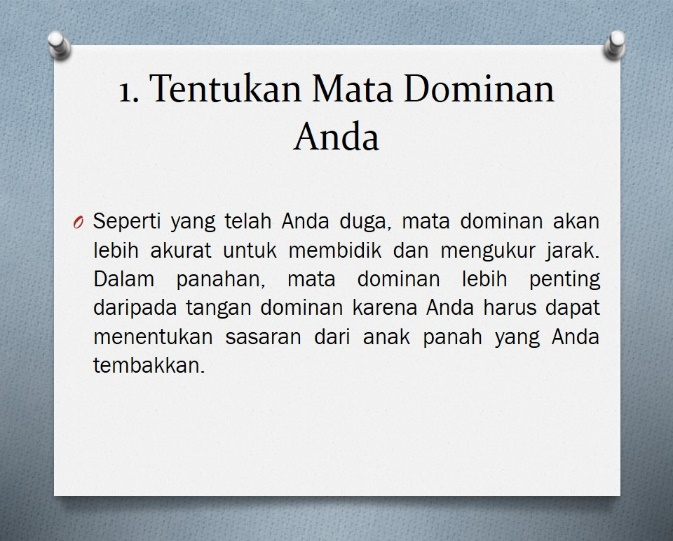 1. Tentukan Mata Dominan
Anda
Seperti yang telah Anda duga, mata dominan akan
lebih akurat untuk membidik dan mengukur jarak.
Dalam panahan, mata dominan lebih penting
daripada tangan dominan karena Anda harus dapat
menentukan sasaran dari anak panah yang Anda
tembakkan.